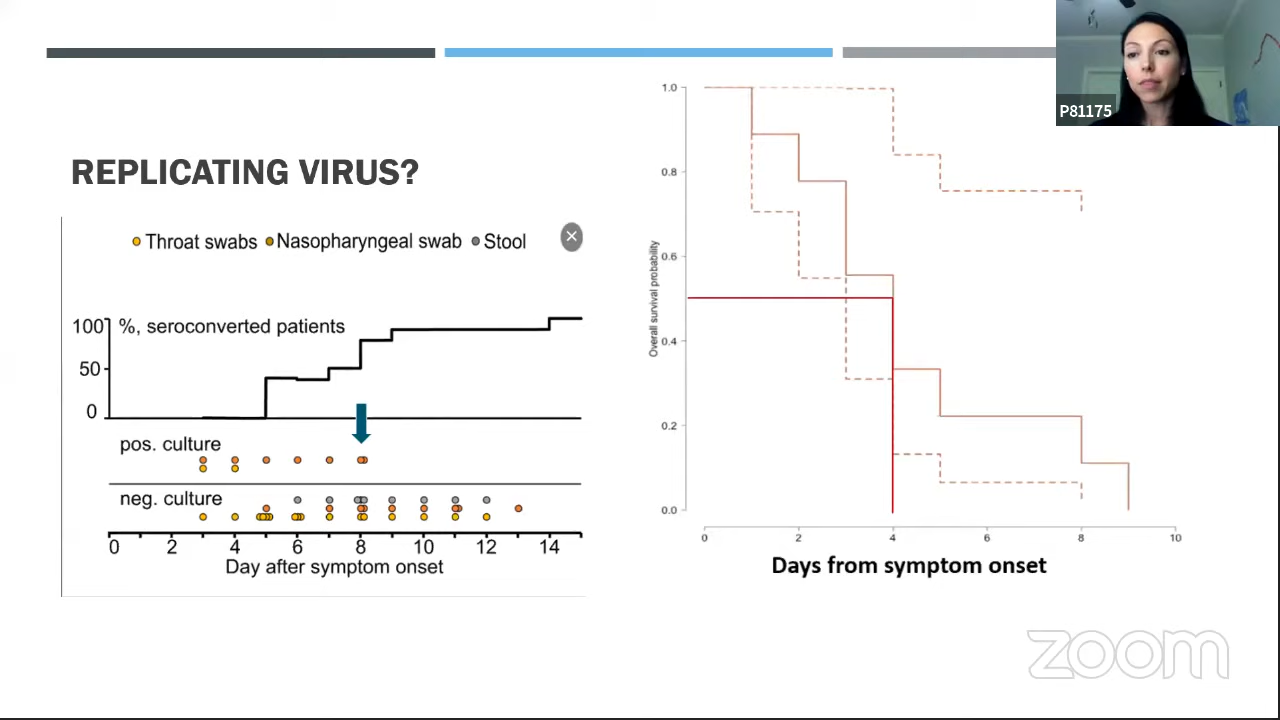 P81175
REPLICATING VIRUS?
Throat swabs Nasopharyngeal swab Stool
100 %, seroconverted patients
50
0
pos. culture
neg. culture
0 2 4 6 8 10 12 14
Day after symptom onset
1.0
0.8
0.6
0.4
0.2
0.0
Overall survival probability
0 2 4 6 8 10
Days from symptom onset
zoom